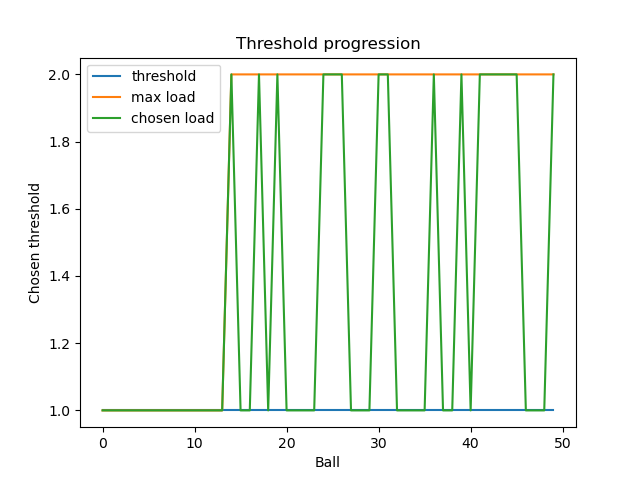 Threshold progression
threshold
max load
chosen load
2.0
1.8
1.6
1.4
1.2
1.0
Chosen threshold
0 10 20 30 40 50
Ball